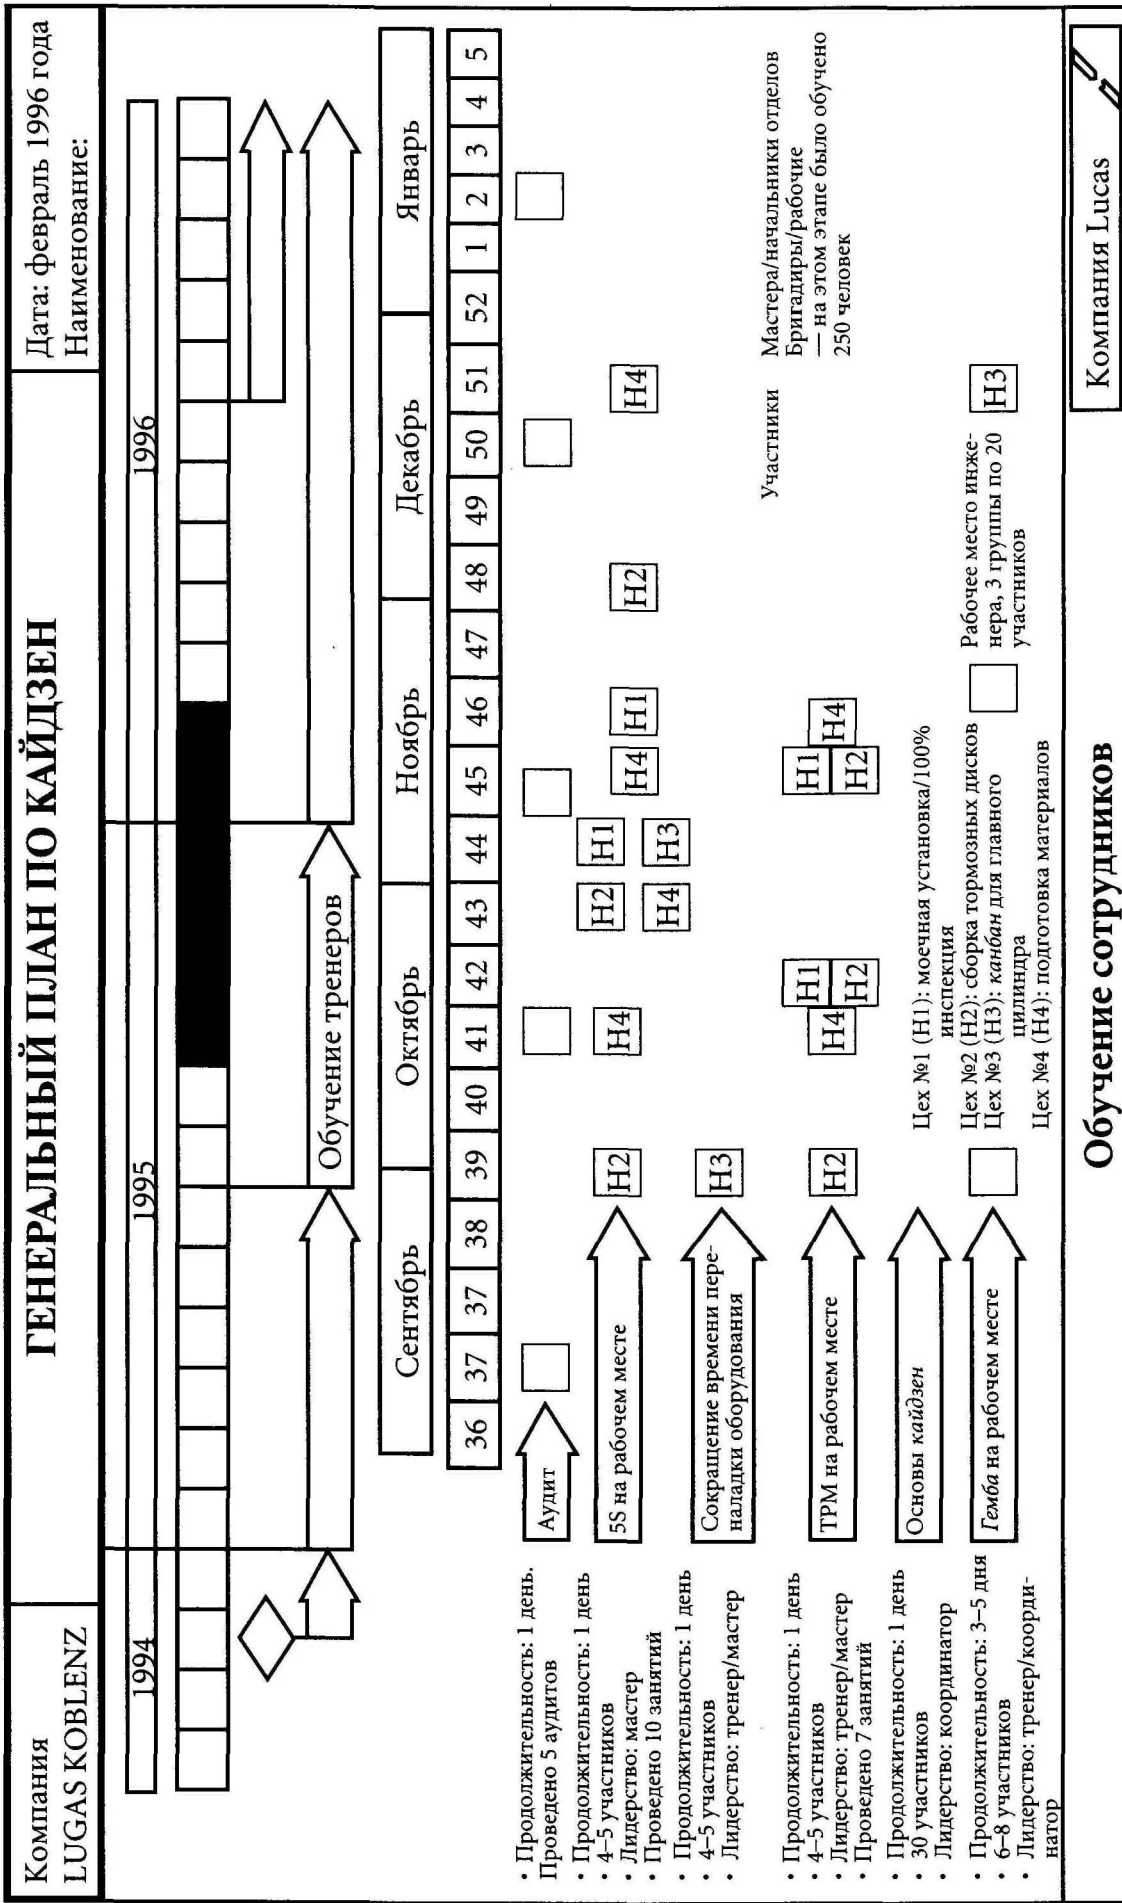 Компания
LUGAS KOBLENZ
ГЕНЕРАЛЬНЫЙ ПЛАН ПО КАЙДЗЕН
Дата: февраль 1996 года
Наименование:
1994
1995
1996
Обучение тренеров
Сентябрь
Октябрь
Ноябрь
Декабрь
Январь
36 37 37 38 39 40 41 42 43 44 45 46 47 48 49 50 51 52 1 2 3 4 5
• Продолжительность: 1 день.
Проведено 5 аудитов
Аудит
• Продолжительность: 1 день
• 4–5 участников
• Лидерство: мастер
• Проведено 10 занятий
5S на рабочем месте
H2 H4 H2 H4 H1 H3 H4 H1 H2 H4
• Продолжительность: 1 день
• 4–5 участников
• Лидерство: тренер/мастер
Сокращение времени пере-
наладки оборудования
H3
• Продолжительность: 1 день
4–5 участников
• Лидерство: тренер/мастер
• Проведено 7 занятий
TPM на рабочем месте
H2 H4 H1 H2 H1 H2 H4
Участники
Мастера/начальники отделов
Бригадиры/рабочие
— на этом этапе было обучено
250 человек
• Продолжительность: 1 день
• 30 участников
• Лидерство: координатор
Основы кайдзен
• Продолжительность: 3–5 дня
• 6–8 участников
• Лидерство: тренер/коорди-
натор
Гемба на рабочем месте
Цех №1 (H1): моечная установка/100%
инспекция
Цех №2 (H2): сборка тормозных дисков
Цех №3 (H3): канбан для главного
цилиндра
Цех №4 (H4): подготовка материалов
Рабочее место инже-
нера, 3 группы по 20
участников
H3
Обучение сотрудников
Компания Lucas